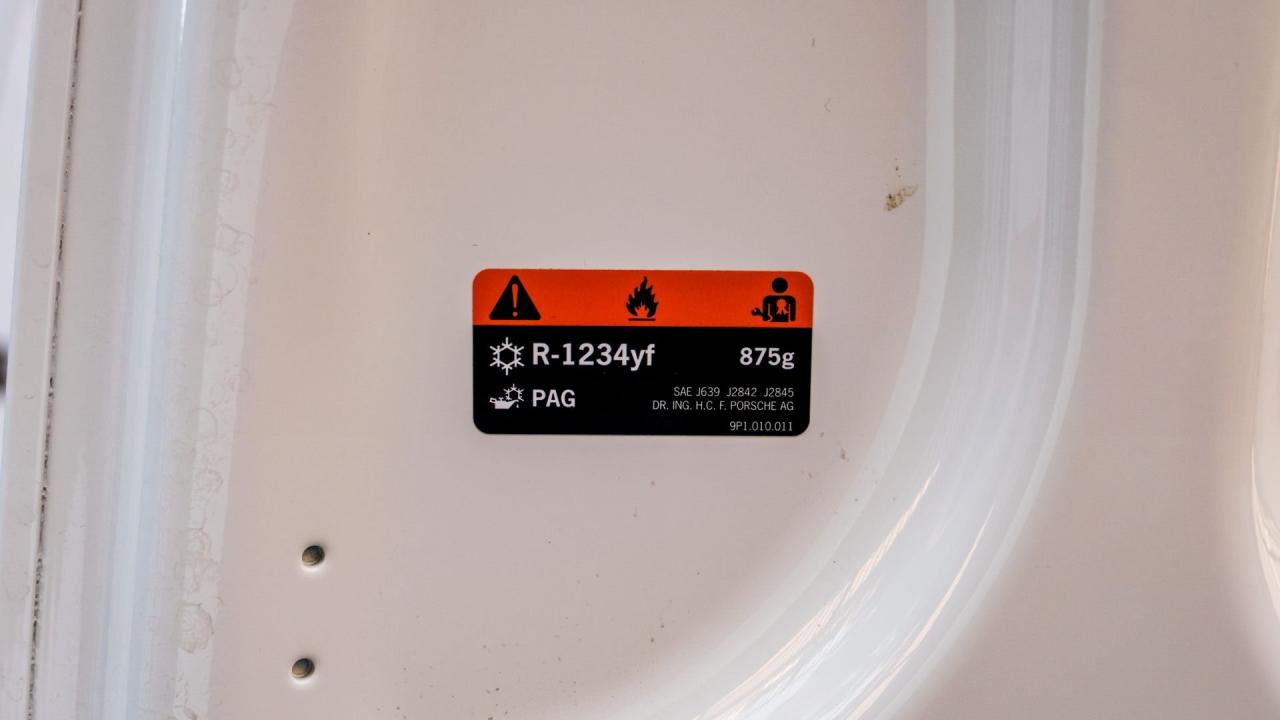 R-1234yf 875g
PAG
SAE J639 J2842 J2845
DR. ING. H.C. F. PORSCHE AG
9P1.010.011